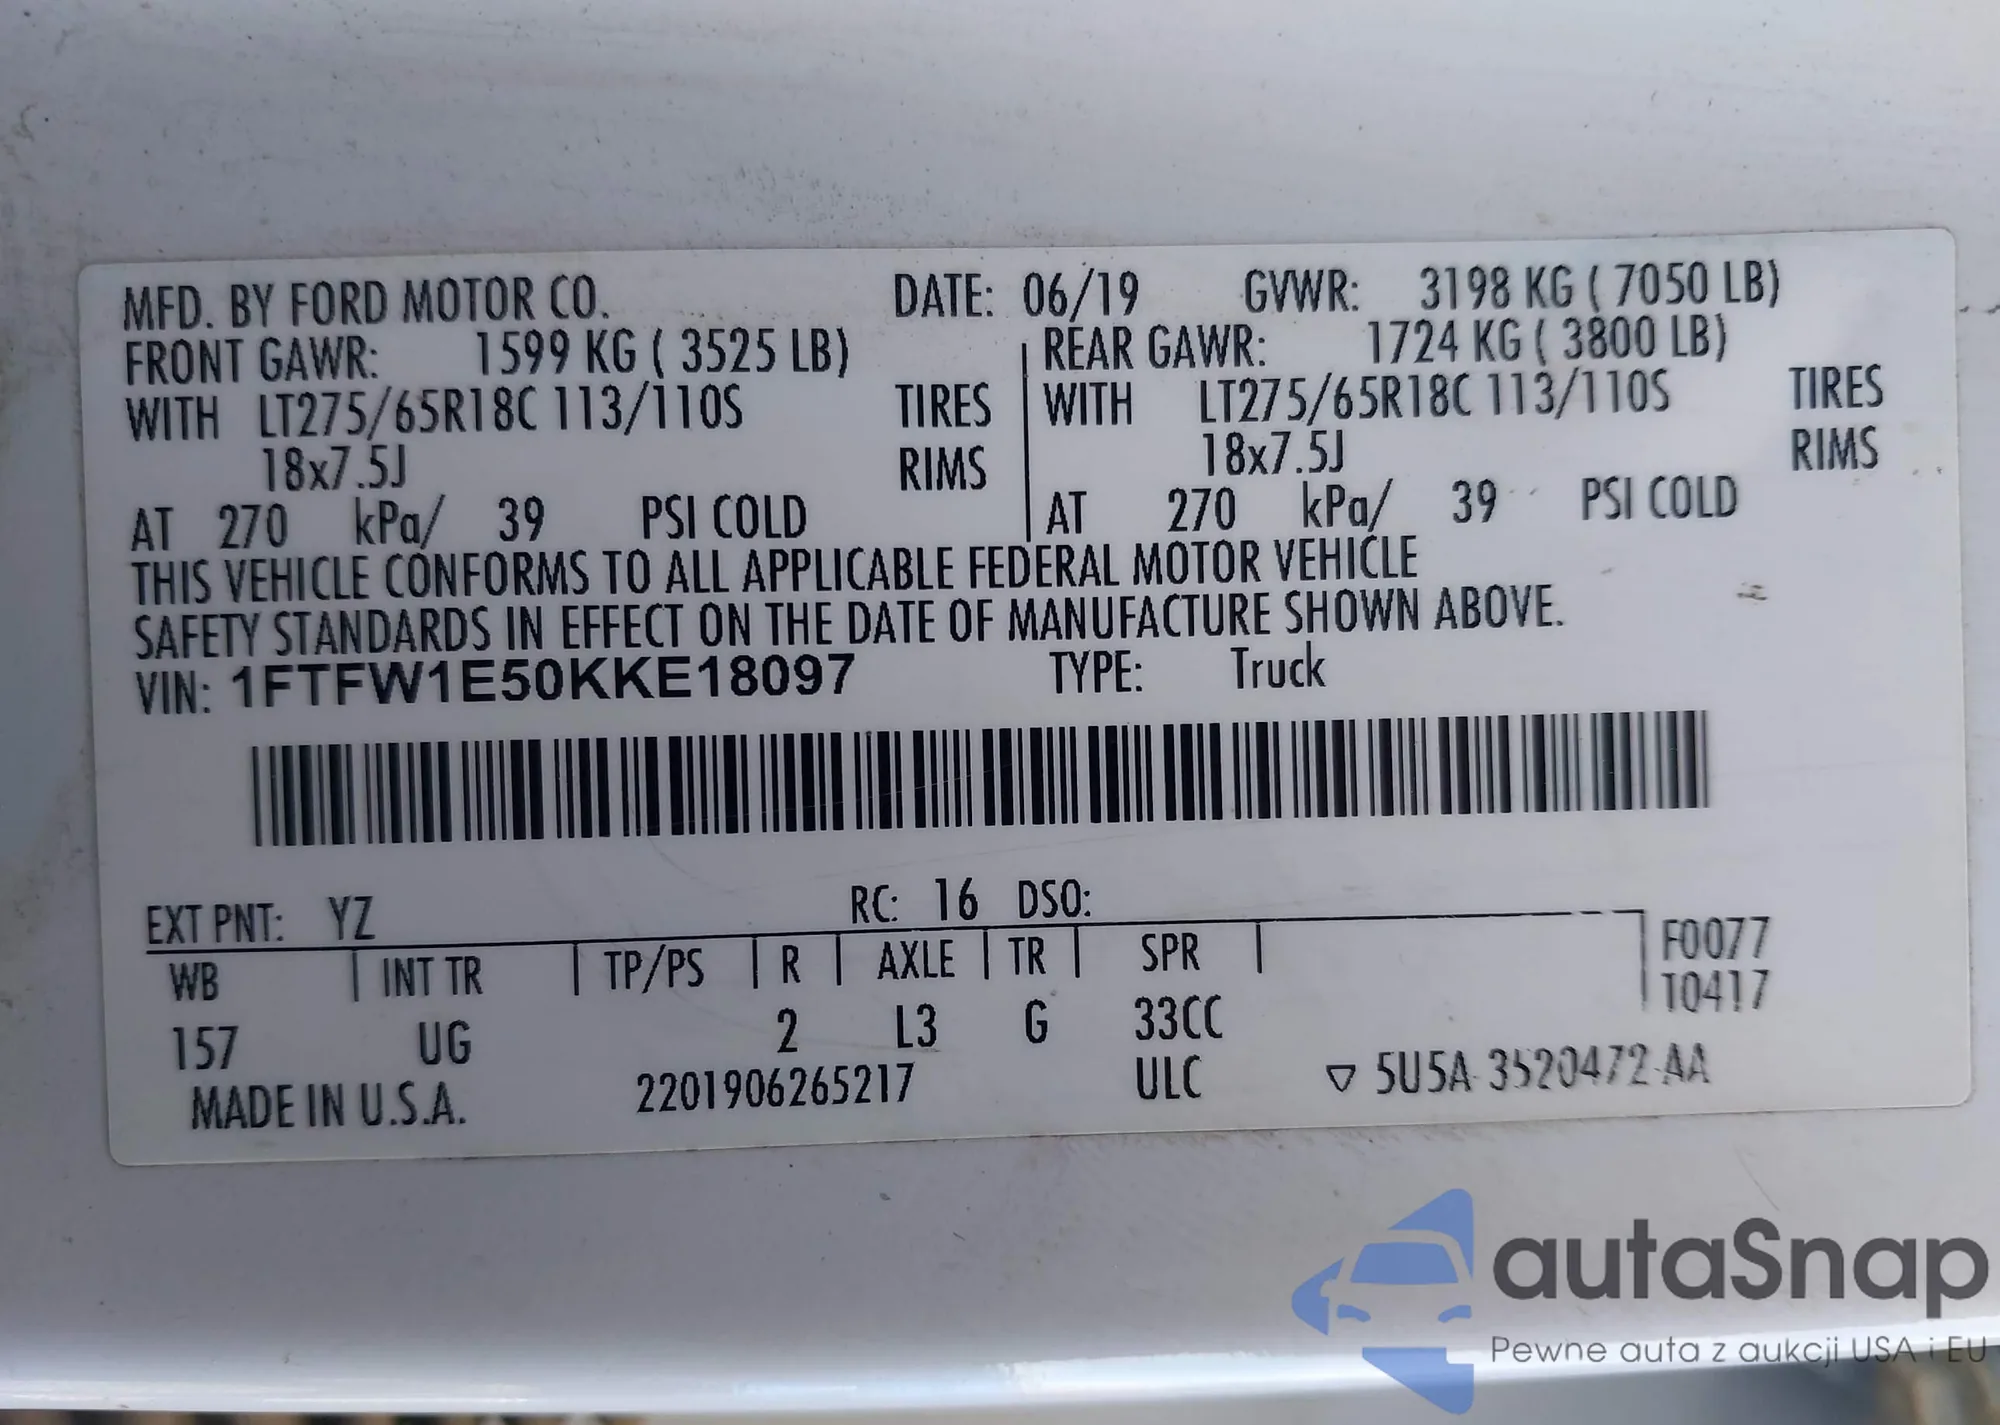 MFD. BY FORD MOTOR CO. DATE: 06/19 GVWR: 3198 KG ( 7050 LB)
FRONT GAWR: 1599 KG ( 3525 LB) REAR GAWR: 1724 KG ( 3800 LB)
WITH LT275/65R18C 113/110S TIRES WITH LT275/65R18C 113/110S TIRES
18x7.5J RIMS 18x7.5J RIMS
AT 270 kPa/ 39 PSI COLD AT 270 kPa/ 39 PSI COLD
THIS VEHICLE CONFORMS TO ALL APPLICABLE FEDERAL MOTOR VEHICLE
SAFETY STANDARDS IN EFFECT ON THE DATE OF MANUFACTURE SHOWN ABOVE.
VIN: 1FTFW1E50KKE18097 TYPE: Truck
EXT PNT: YZ RC: 16 DSO:
WB INT TR TP/PS R AXLE TR SPR F0077
T0417
157 UG 2 L3 G 33CC
MADE IN U.S.A. 2201906265217 ULC ▽ 5U5A-3520472-AA
autaSnap
Pewne auta z aukcji USA i EU